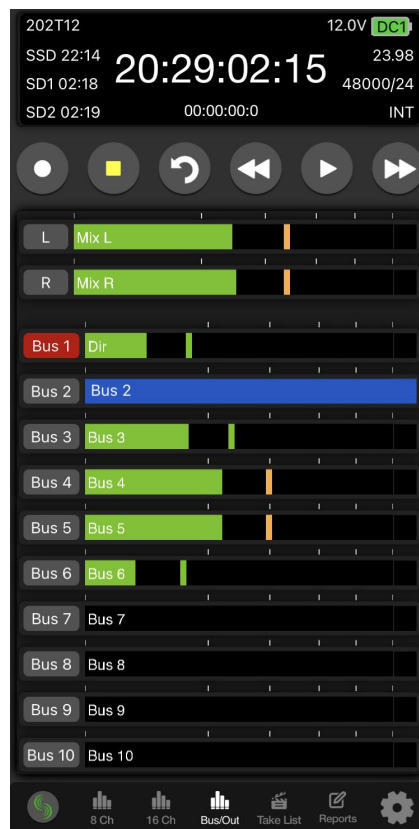 202T12 12.0V DC1
SSD 22:14 20:29:02:15 23.98
SD1 02:18 48000/24
SD2 02:19 00:00:00:0 INT
L Mix L
R Mix R
Bus 1 Dir
Bus 2 Bus 2
Bus 3 Bus 3
Bus 4 Bus 4
Bus 5 Bus 5
Bus 6 Bus 6
Bus 7 Bus 7
Bus 8 Bus 8
Bus 9 Bus 9
Bus 10 Bus 10
8 Ch 16 Ch Bus/Out Take List Reports